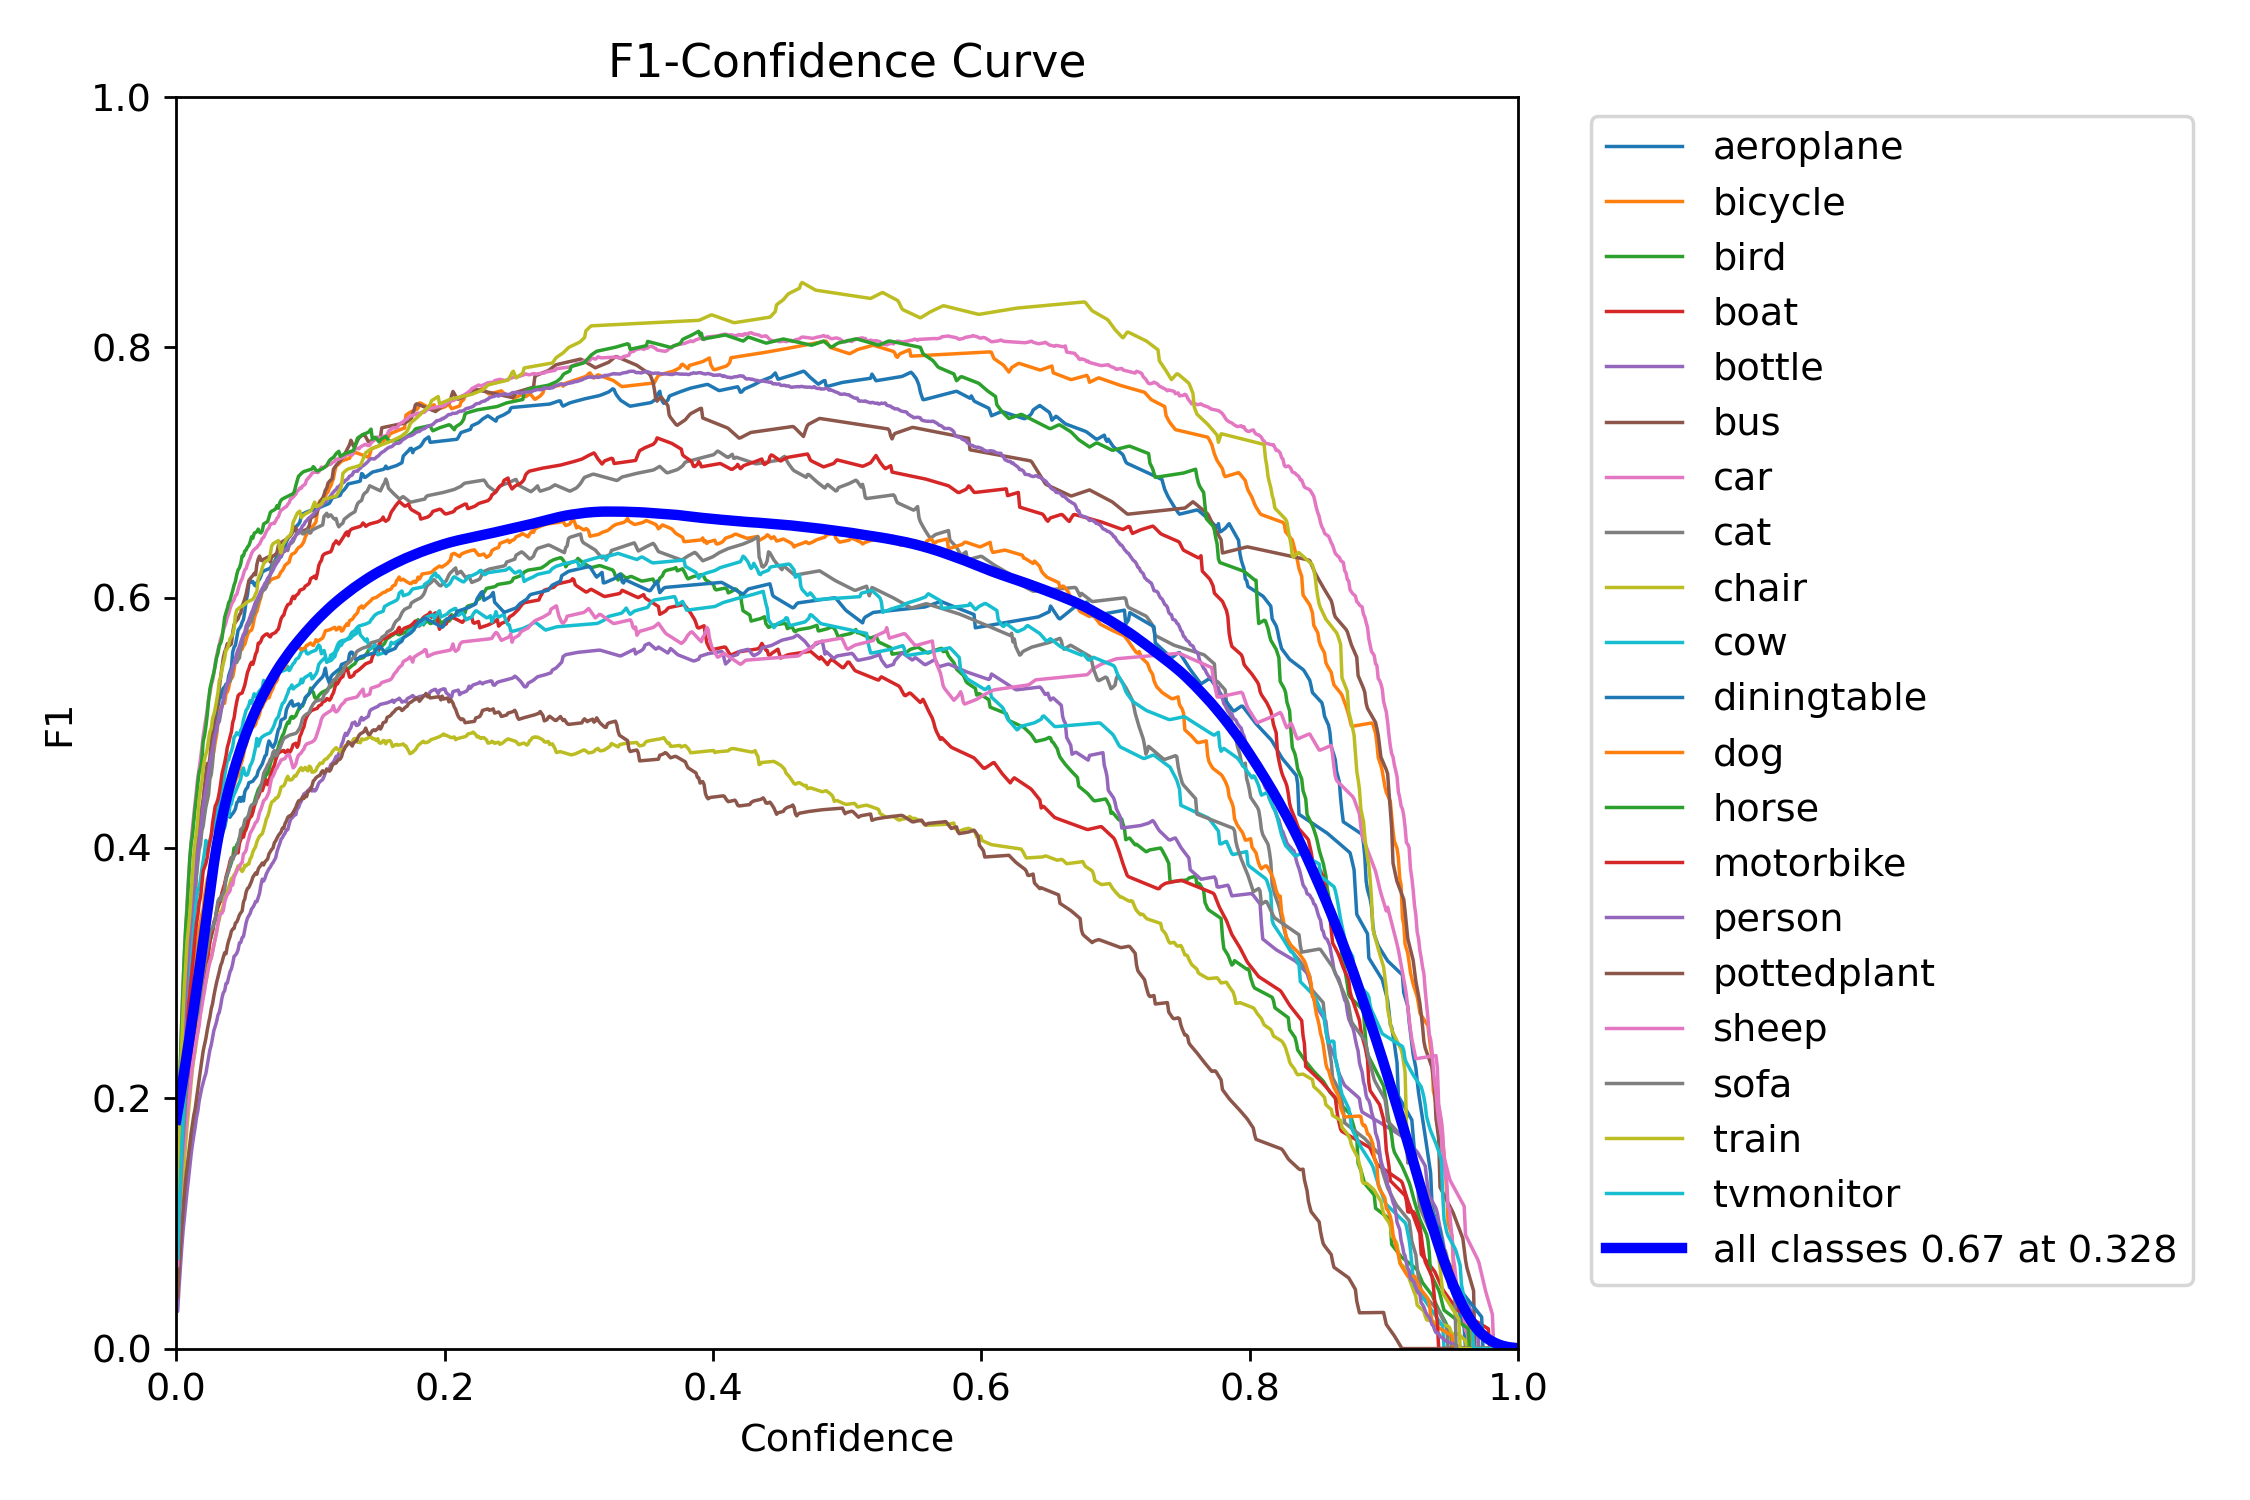 F1-Confidence Curve
1.0
0.8
0.6
0.4
0.2
0.0
F1
0.0 0.2 0.4 0.6 0.8 1.0
Confidence
aeroplane
bicycle
bird
boat
bottle
bus
car
cat
chair
cow
diningtable
dog
horse
motorbike
person
pottedplant
sheep
sofa
train
tvmonitor
all classes 0.67 at 0.328